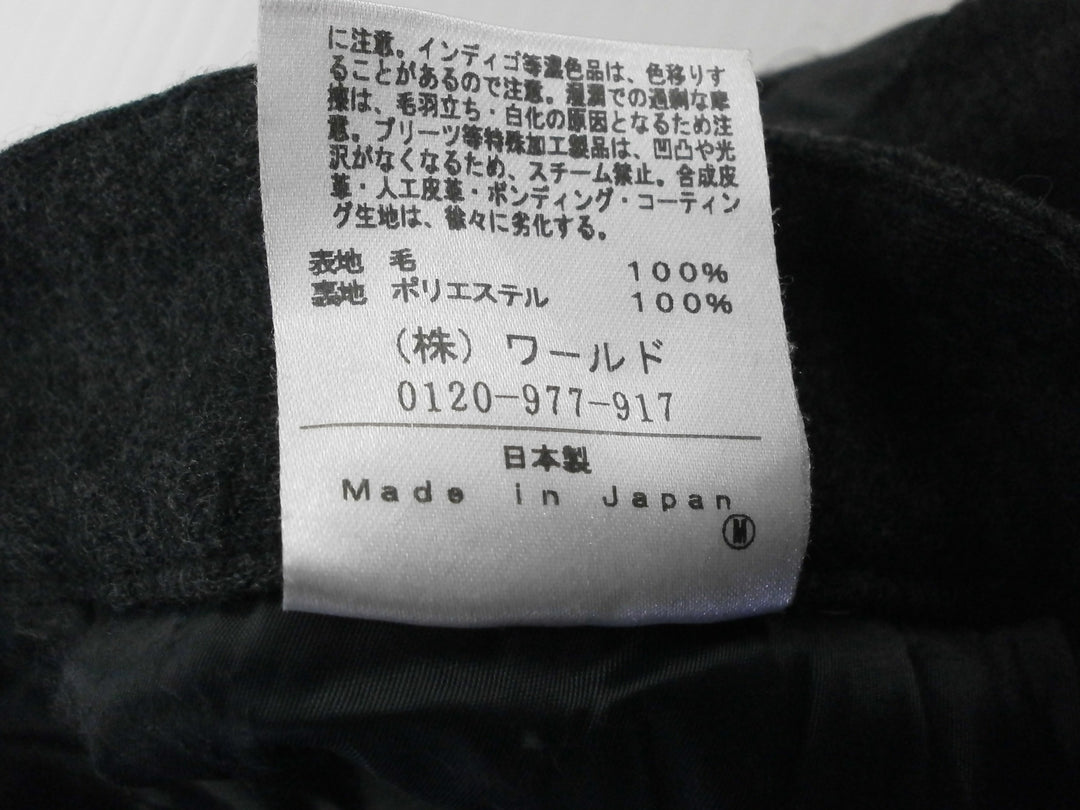 に注意。インディゴ等濃色品は、色移りす
ることがあるので注意。湿潤での過剰な摩
擦は、毛羽立ち・白化の原因となるため注
意。プリーツ等特殊加工製品は、凹凸や光
沢がなくなるため、スチーム禁止。合成皮
革・人工皮革・ボンディング・コーティン
グ生地は、徐々に劣化する。
表地 毛 100%
裏地 ポリエステル 100%
(株) ワールド
0120-977-917
日本製
Made in Japan
M